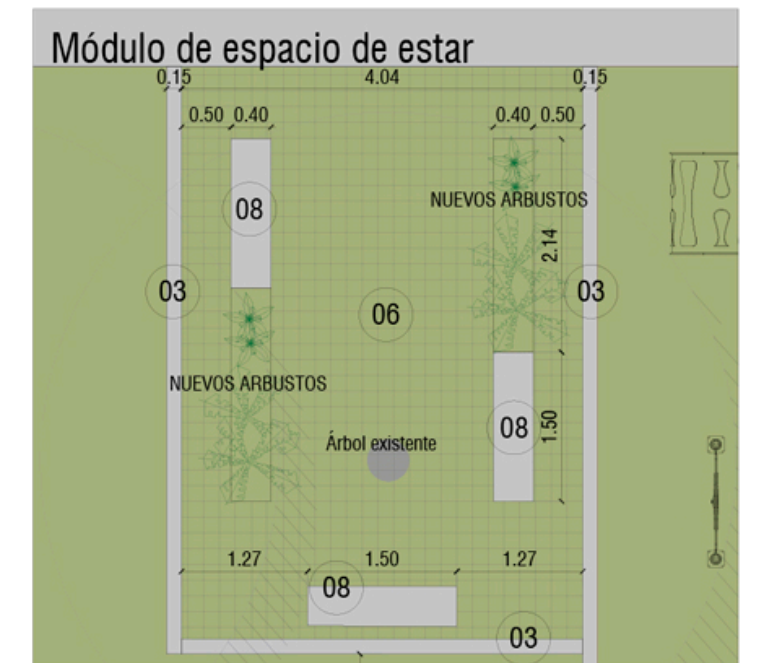 Módulo de espacio de estar
0.15 4.04 0.15
0.50 0.40 0.40 0.50
NUEVOS ARBUSTOS
08
2.14
03 06 03
NUEVOS ARBUSTOS
08
1.50
Árbol existente
1.27 1.50 1.27
08
03